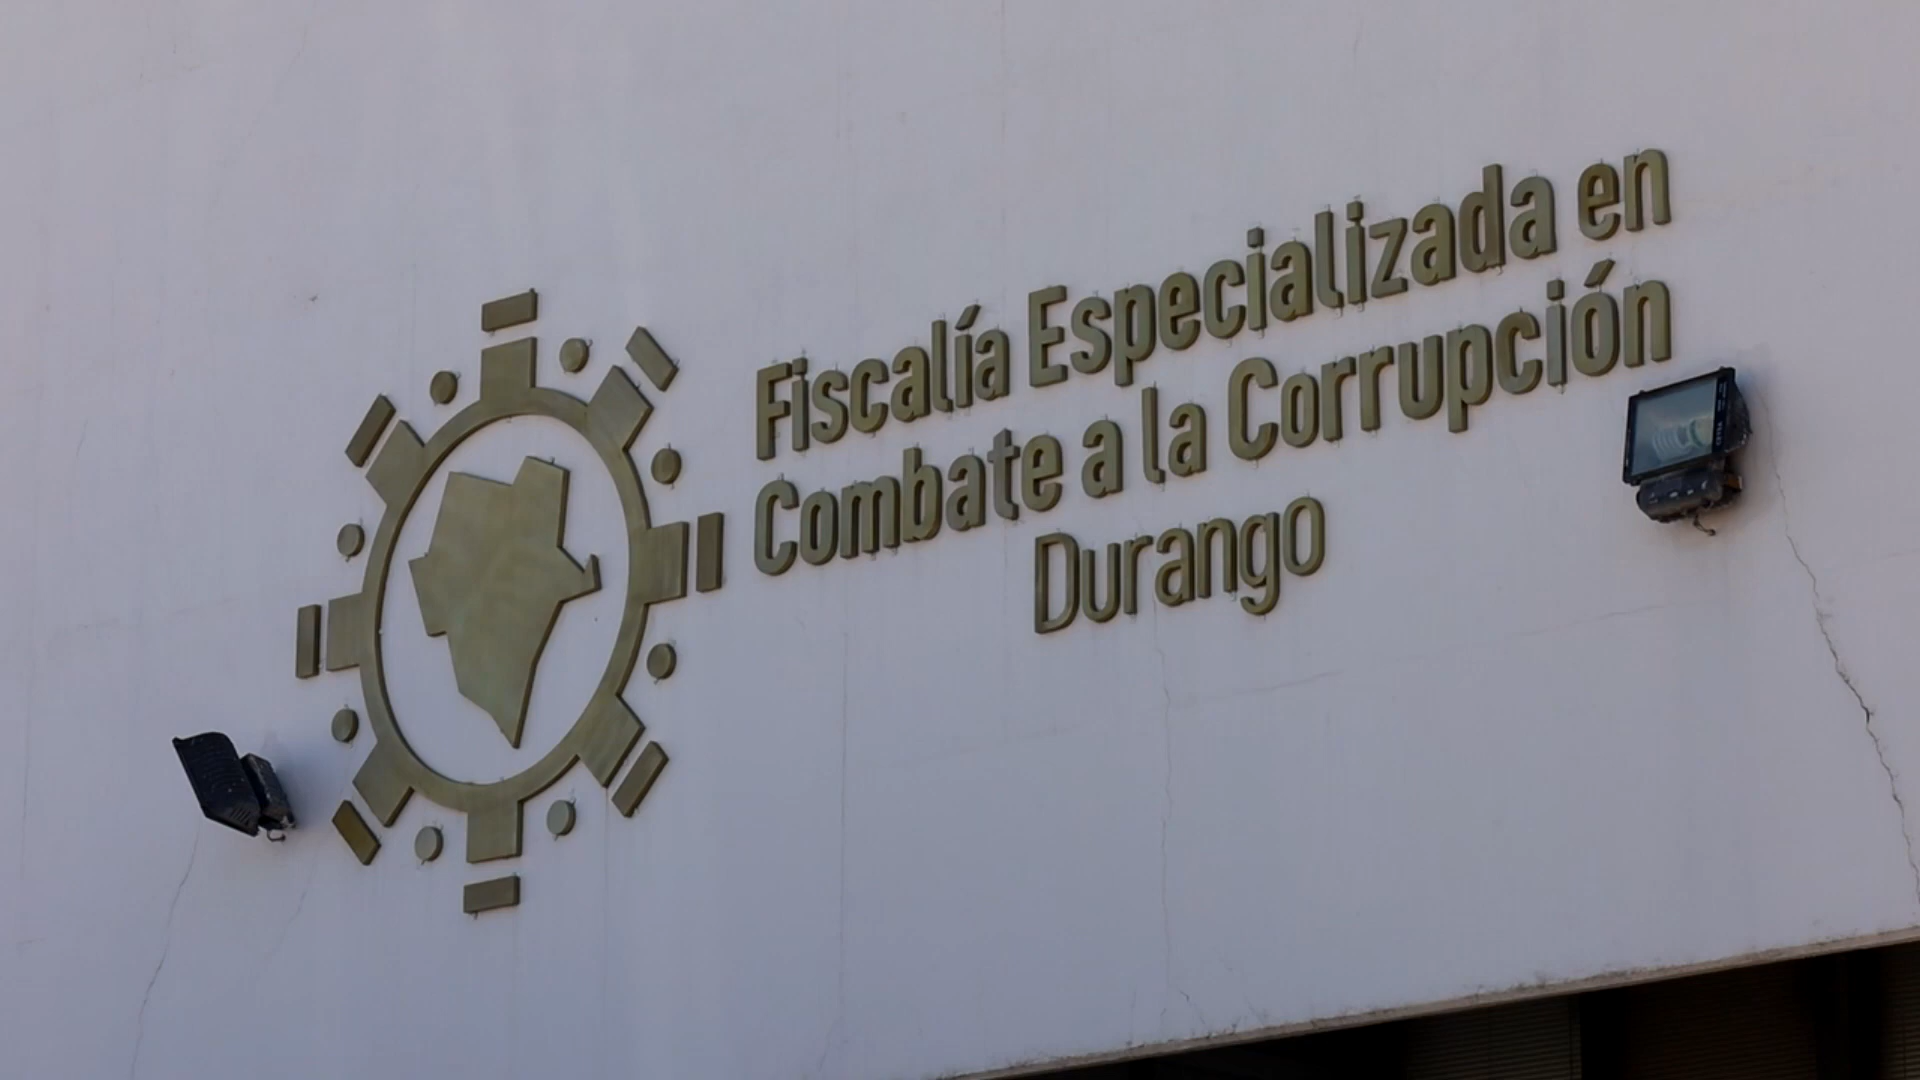 Fiscalía Especializada en
Combate a la Corrupción
Durango